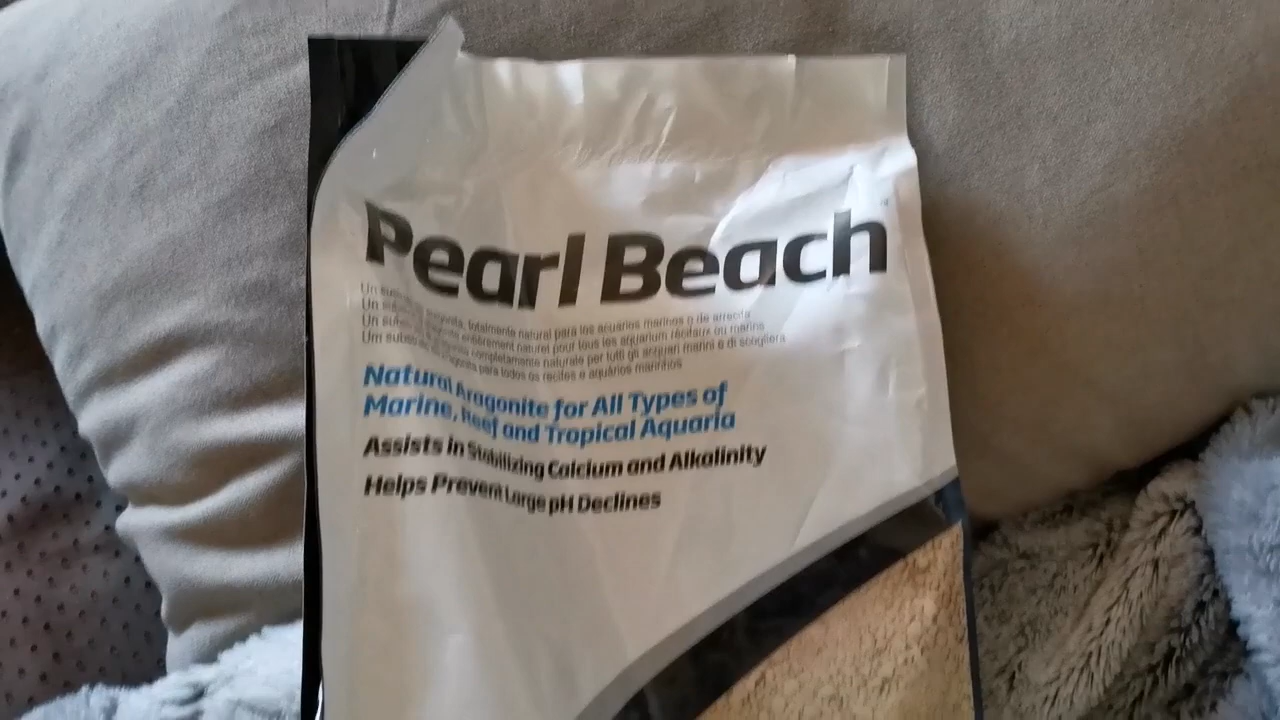 Pearl Beach
Un totalmente natural para los acuarios marinos o de arrecife
Un entièrement naturel pour tous les aquarium récifaux ou marins
Un completamente naturale per tutti gli acquari marini e di scogliera
Um para todos os recifes e aquários marinhos
Natural Aragonite for All Types of
Marine, Reef and Tropical Aquaria
Assists in Stabilizing Calcium and Alkalinity
Helps Prevent Large pH Declines